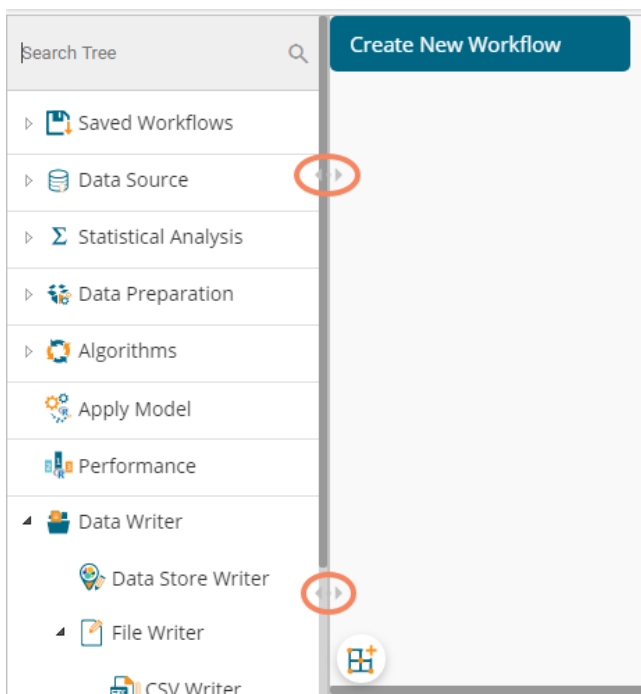 Search Tree
Create New Workflow
Saved Workflows
Data Source
Σ Statistical Analysis
Data Preparation
Algorithms
Apply Model
Performance
Data Writer
Data Store Writer
File Writer
CSV Writer